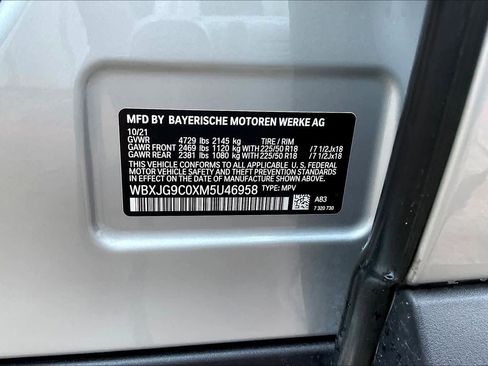 MFD BY BAYERISCHE MOTOREN WERKE AG
10/21
GVWR 4729 lbs 2145 kg TIRE / RIM
GAWR FRONT 2469 lbs 1120 kg WITH 225/50 R18 /7 1/2Jx18
GAWR REAR 2381 lbs 1080 kg WITH 225/50 R18 /7 1/2Jx18
THIS VEHICLE CONFORMS TO ALL APPLICABLE U. S. FEDERAL
MOTOR VEHICLE SAFETY, BUMPER, AND THEFT PREVENTION
STANDARDS IN EFFECT ON THE DATE OF MANUFACTURE SHOWN ABOVE.
WBXJG9C0XM5U46958 TYPE: MPV
A83
7 320 730